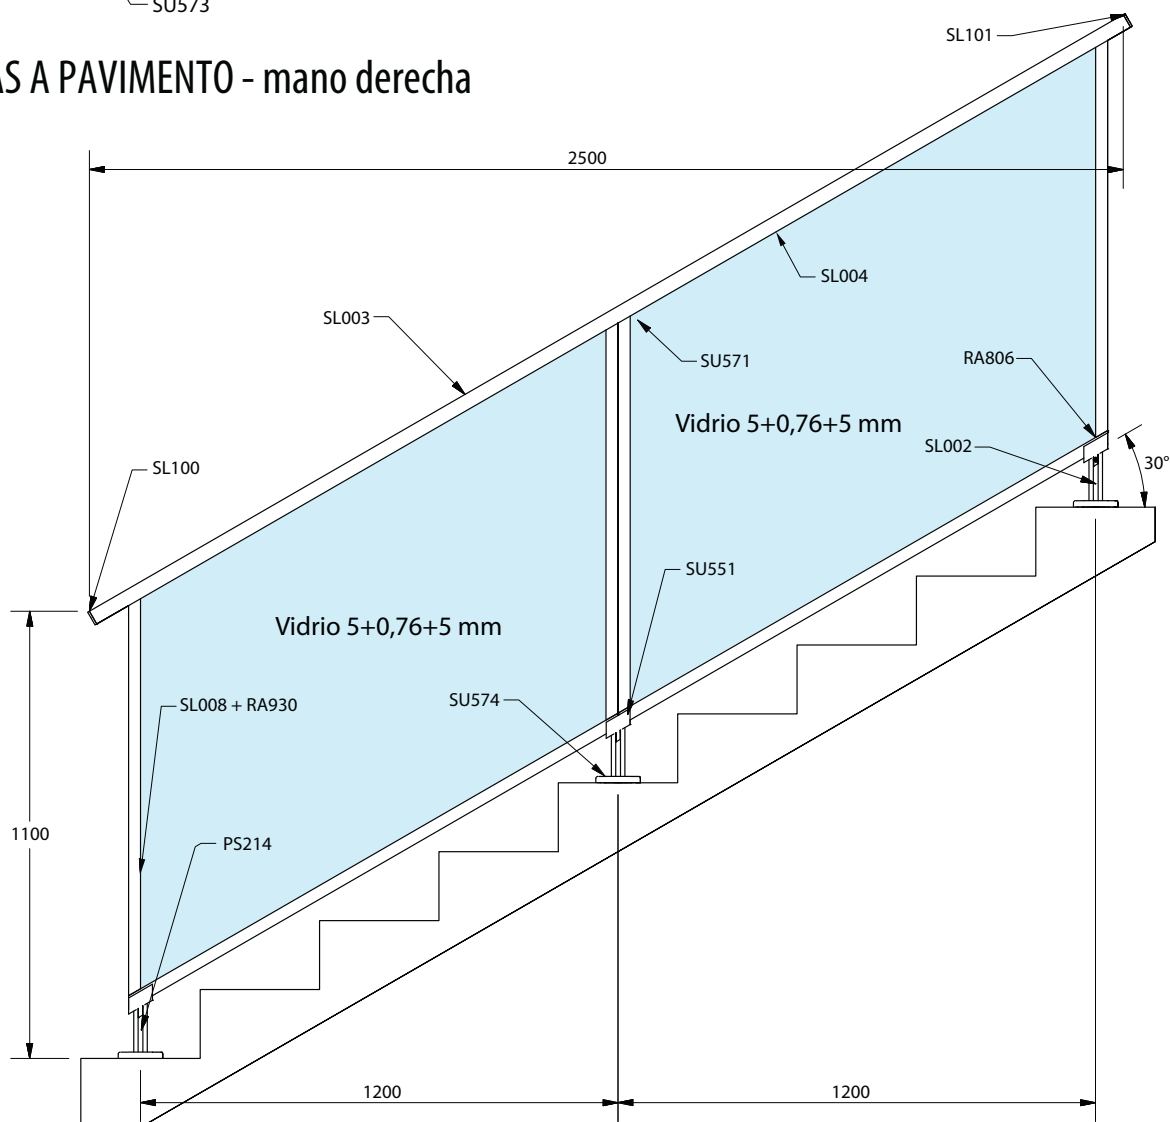 SU573
SL101
AS A PAVIMENTO - mano derecha
2500
SL004
SL003
SU571
RA806
Vidrio 5+0,76+5 mm
SL002
30°
SL100
SU551
Vidrio 5+0,76+5 mm
SU574
SL008 + RA930
1100
PS214
1200
1200